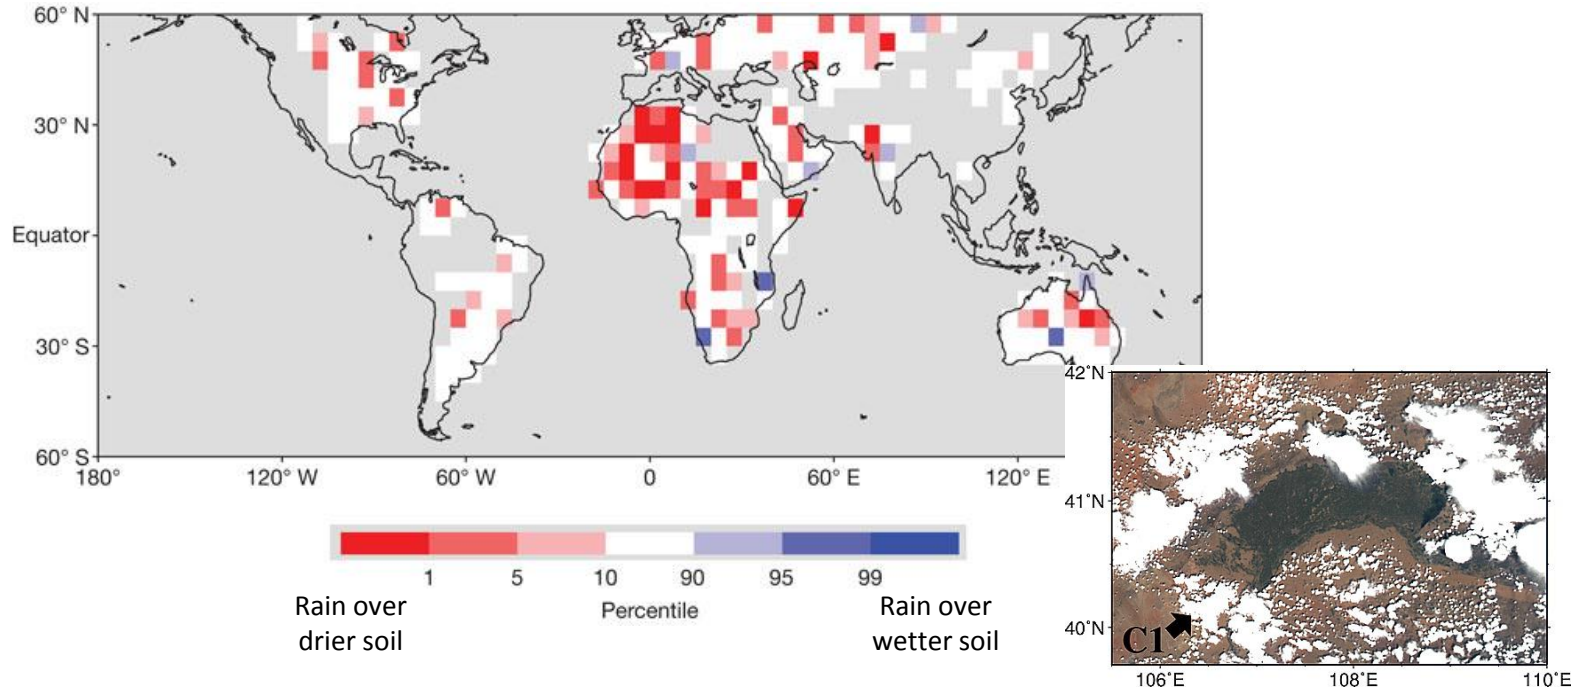 60° N
30° N
Equator
30° S
60° S
180° 120° W 60° W 0 60° E 120° E
1 5 10 90 95 99
Percentile
Rain over
drier soil
Rain over
wetter soil
42˚N
41˚N
40˚N
C1
106˚E 108˚E 110˚E